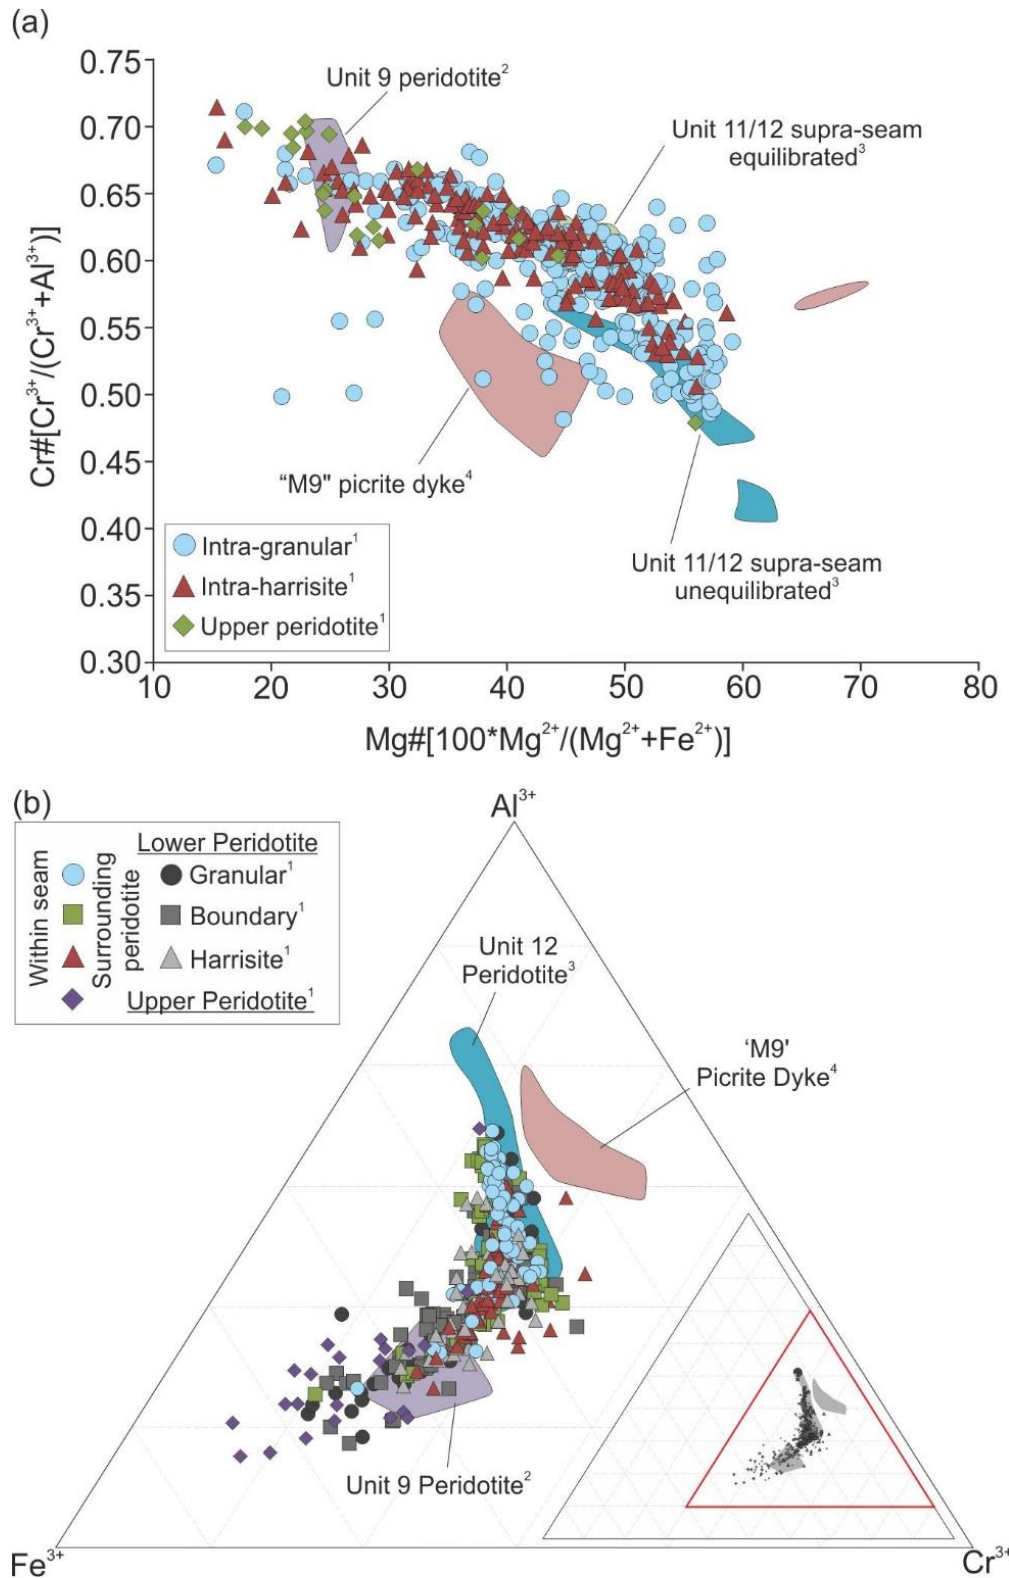 (a)
0.75
0.70
0.65
0.60
0.55
0.50
0.45
0.40
0.35
0.30
Cr#[Cr³⁺/(Cr³⁺+Al³⁺)]
Unit 9 peridotite²
Unit 11/12 supra-seam
equilibrated³
"M9" picrite dyke⁴
Unit 11/12 supra-seam
unequilibrated³
Intra-granular¹
Intra-harrisite¹
Upper peridotite¹
10 20 30 40 50 60 70 80
Mg#[100*Mg²⁺/(Mg²⁺+Fe²⁺)]
(b)
Al³⁺
Within seam
Surrounding
peridotite
Lower Peridotite
Granular¹
Boundary¹
Harrisite¹
Upper Peridotite¹
Unit 12
Peridotite³
'M9'
Picrite Dyke⁴
Unit 9 Peridotite²
Fe³⁺
Cr³⁺